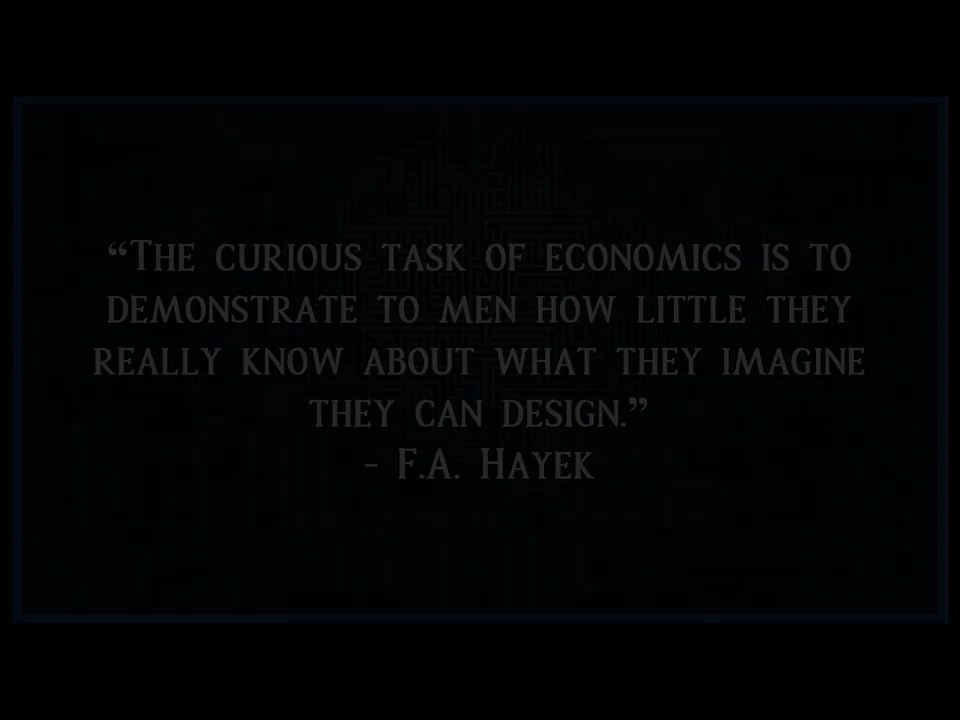 “The curious task of economics is to
demonstrate to men how little they
really know about what they imagine
they can design.”
- F.A. Hayek